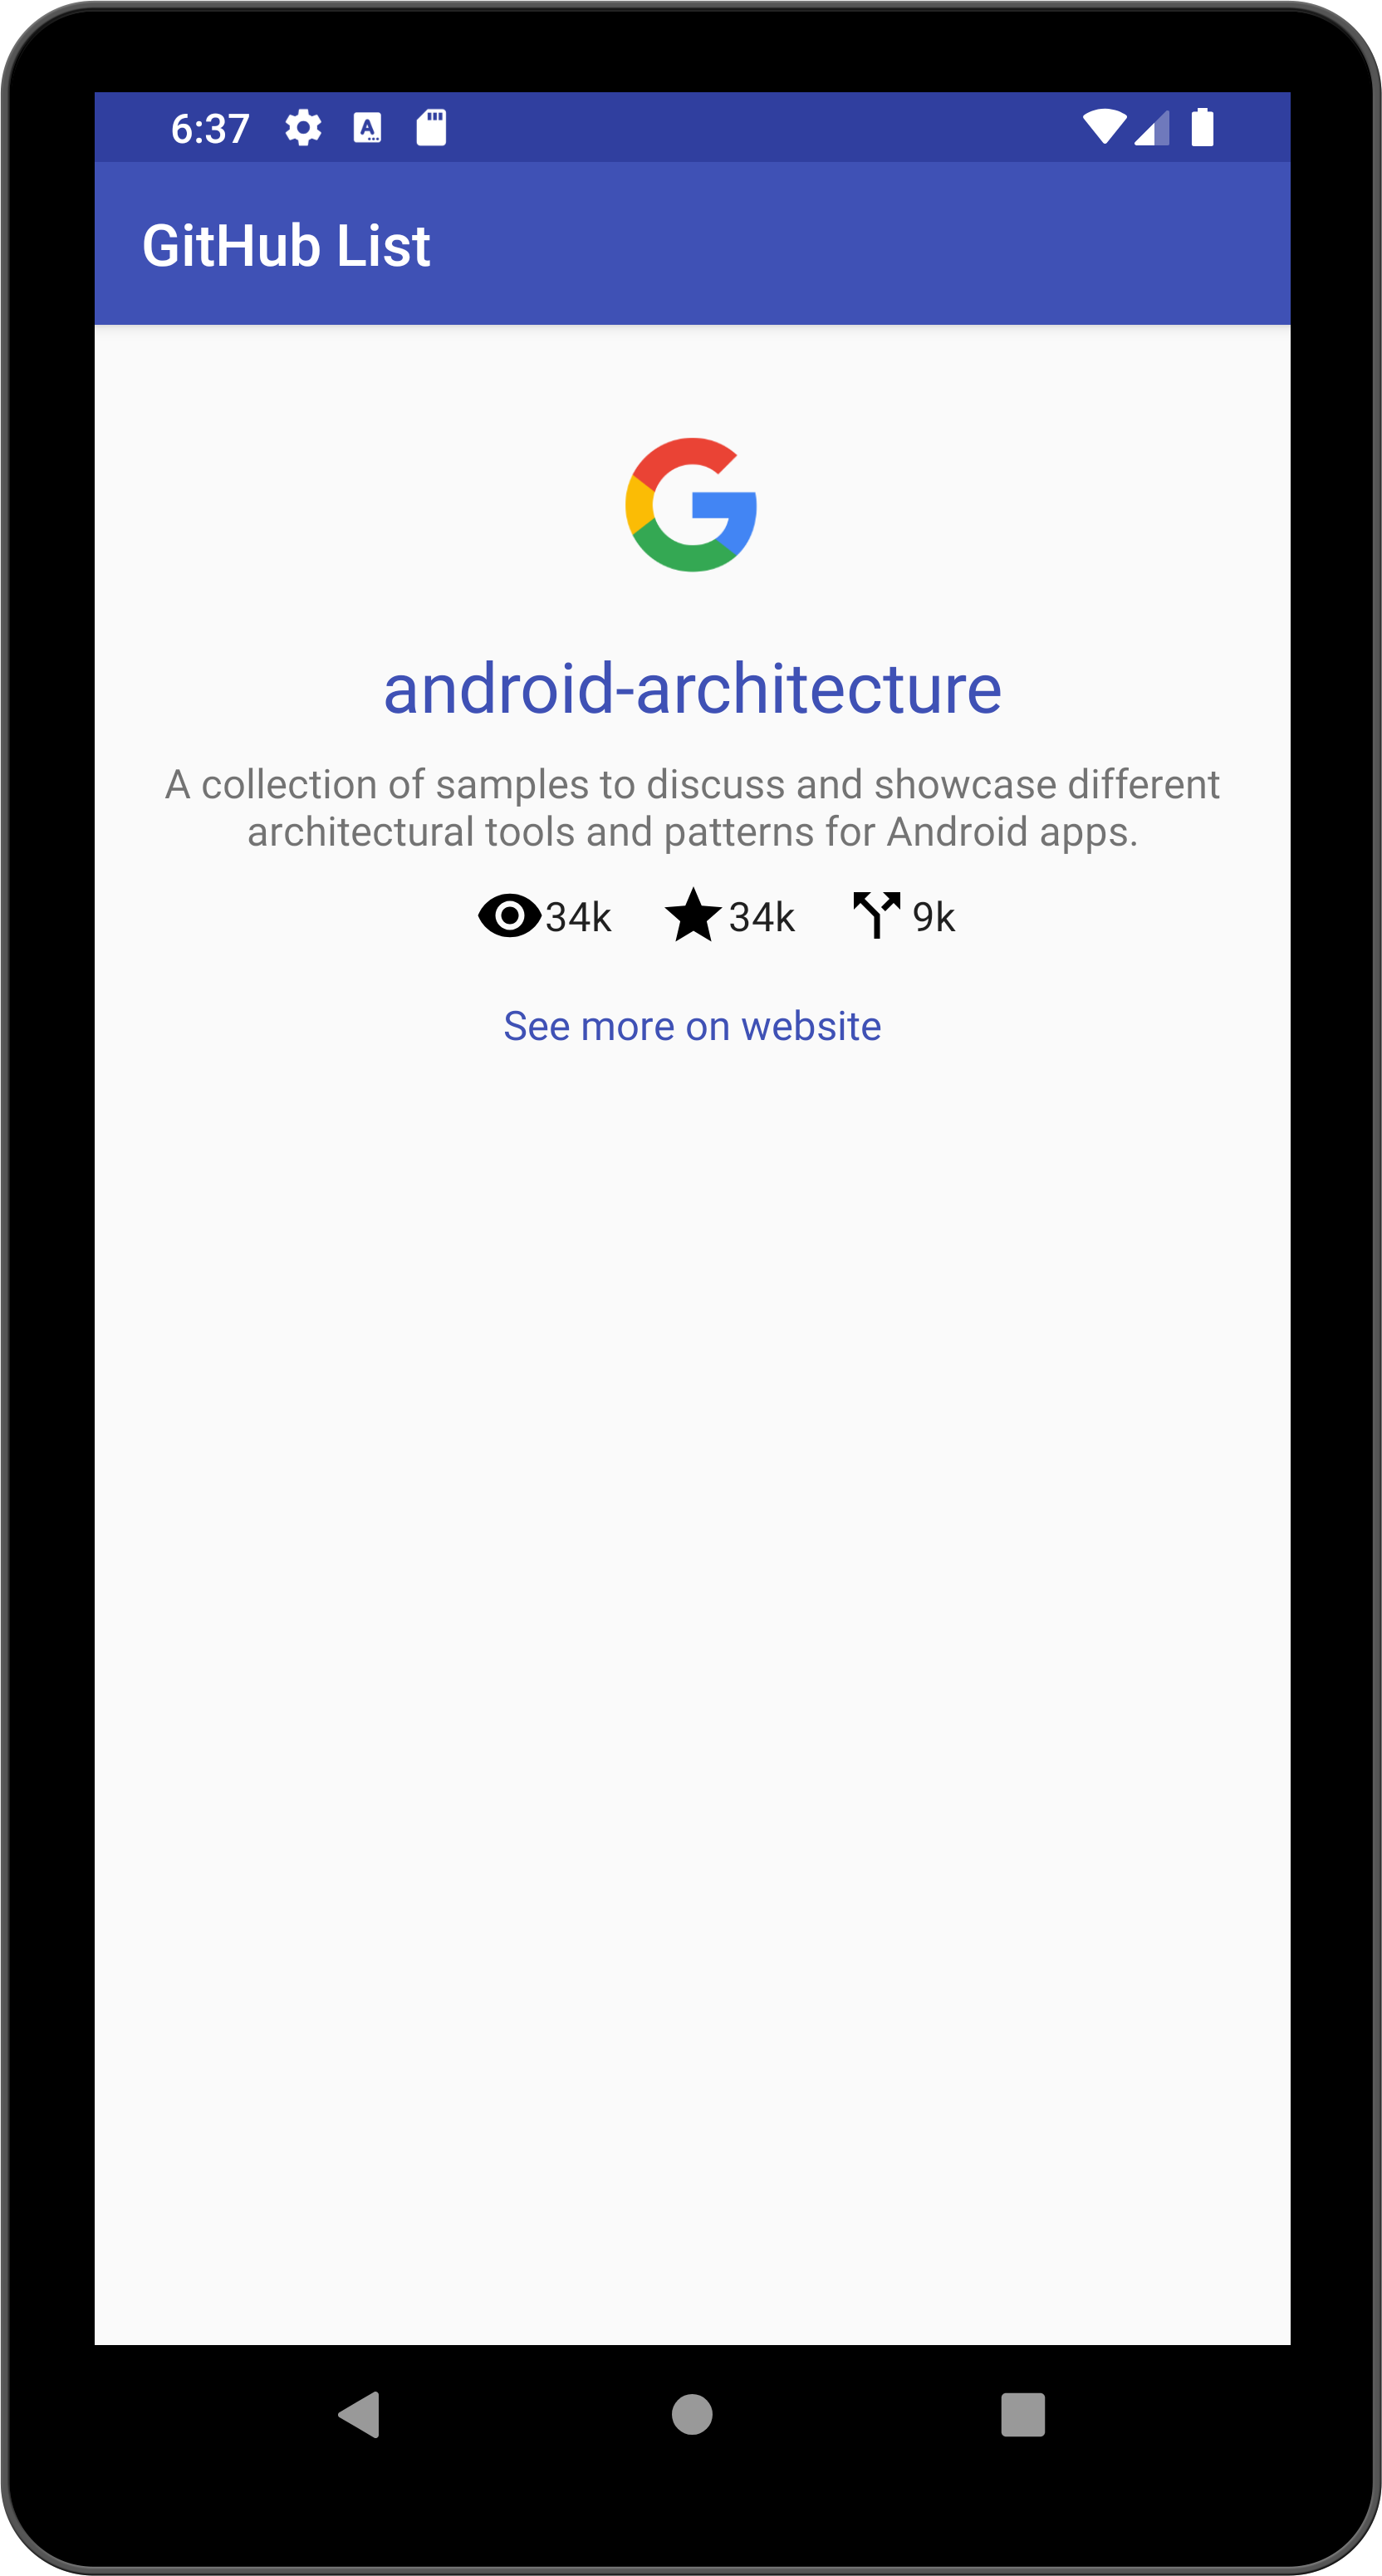 6:37
GitHub List
android-architecture
A collection of samples to discuss and showcase different
architectural tools and patterns for Android apps.
34k 34k 9k
See more on website